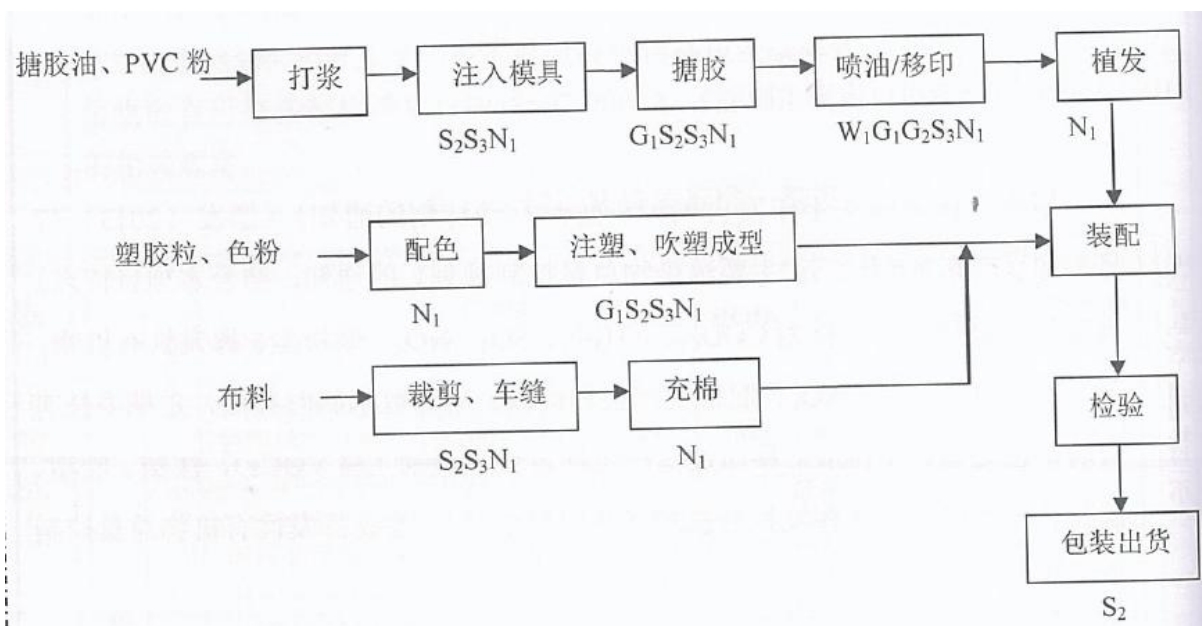 搪胶油、PVC 粉
打浆
注入模具
搪胶
喷油/移印
植发
S₂S₃N₁
G₁S₂S₃N₁
W₁G₁G₂S₃N₁
N₁
塑胶粒、色粉
配色
注塑、吹塑成型
装配
N₁
G₁S₂S₃N₁
布料
裁剪、车缝
充棉
检验
S₂S₃N₁
N₁
包装出货
S₂